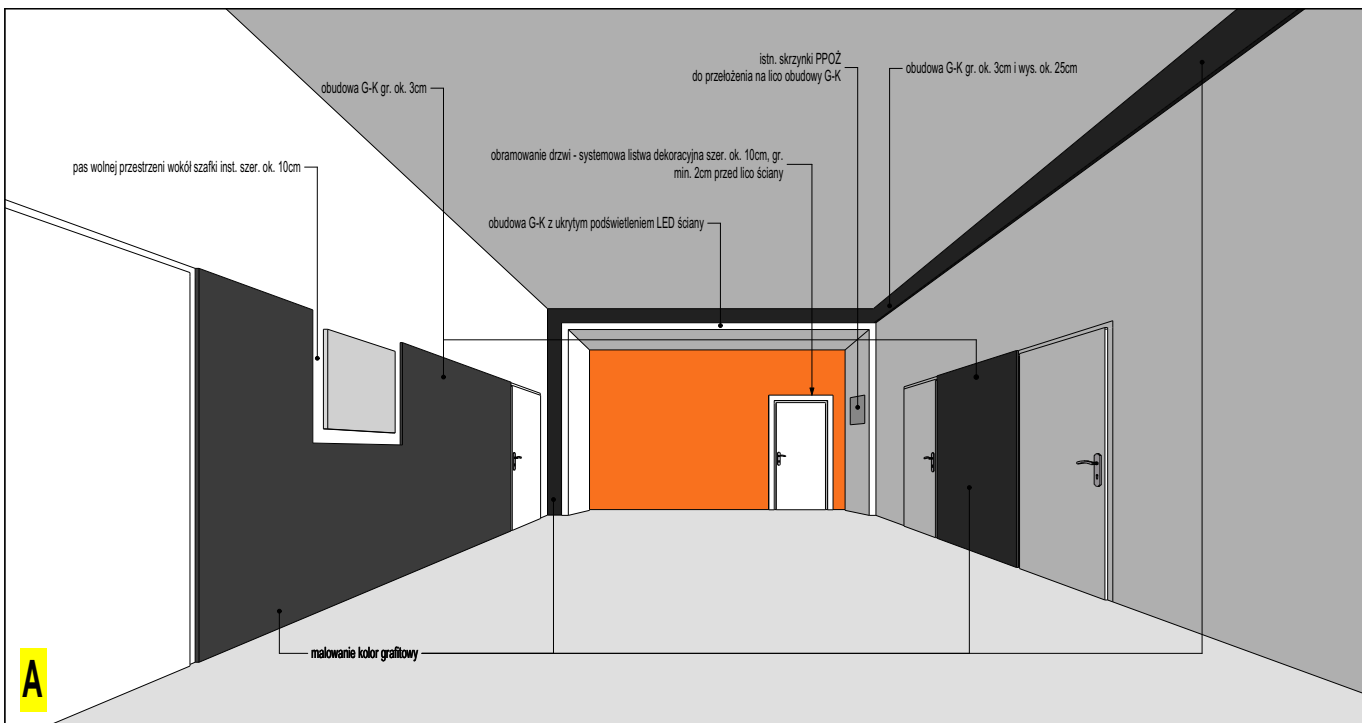 istn. skrzynki PPOŻ
do przełożenia na lico obudowy G-K
obudowa G-K gr. ok. 3cm i wys. ok. 25cm
obudowa G-K gr. ok. 3cm
obramowanie drzwi - systemowa listwa dekoracyjna szer. ok. 10cm, gr.
min. 2cm przed lico ściany
pas wolnej przestrzeni wokół szafki inst. szer. ok. 10cm
obudowa G-K z ukrytym podświetleniem LED ściany
malowanie kolor grafitowy
A